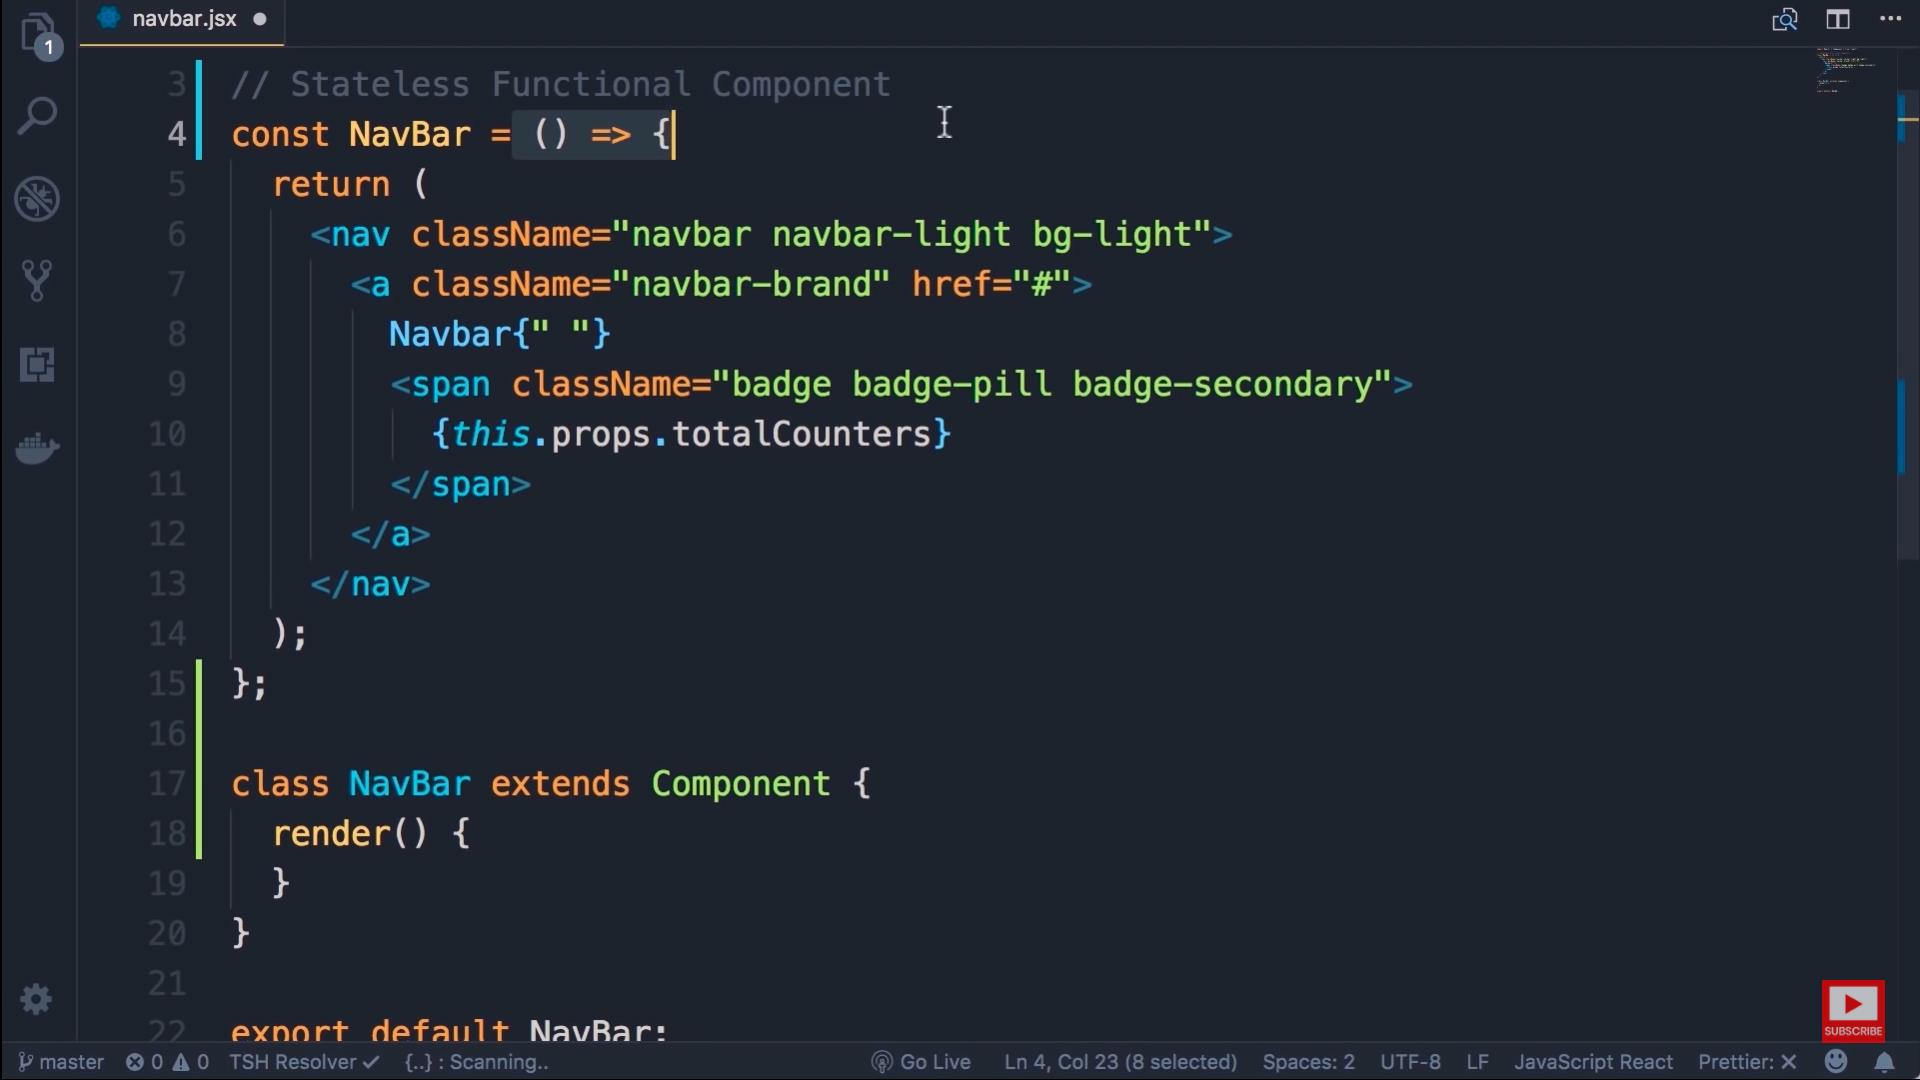 navbar.jsx
1
3 // Stateless Functional Component
4 const NavBar = () => {
5 return (
6 <nav className="navbar navbar-light bg-light">
7 <a className="navbar-brand" href="#">
8 Navbar{" "}
9 <span className="badge badge-pill badge-secondary">
10 {this.props.totalCounters}
11 </span>
12 </a>
13 </nav>
14 );
15 };
16
17 class NavBar extends Component {
18 render() {
19 }
20 }
21
22 export default NavBar;
SUBSCRIBE
master 0 0 TSH Resolver ✓ {..} : Scanning.. Go Live Ln 4, Col 23 (8 selected) Spaces: 2 UTF-8 LF JavaScript React Prettier: ✕